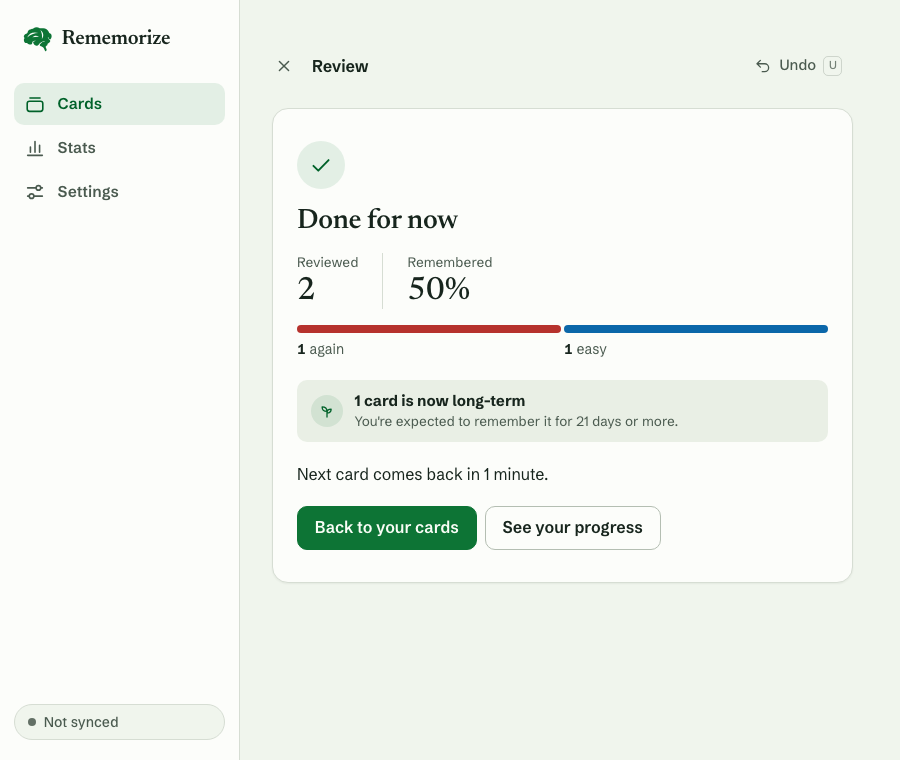 Rememorize
Cards
Stats
Settings
Not synced
Review
Undo U
Done for now
Reviewed
2
Remembered
50%
1 again
1 easy
1 card is now long-term
You're expected to remember it for 21 days or more.
Next card comes back in 1 minute.
Back to your cards
See your progress